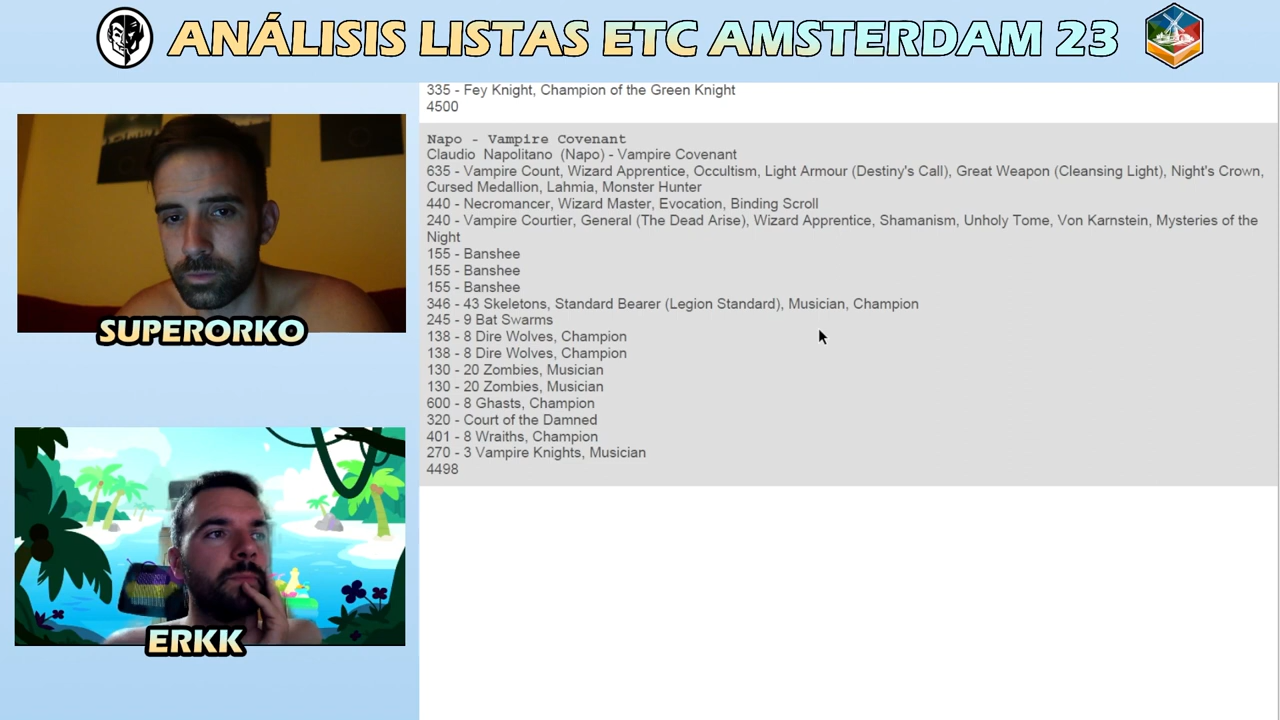 ANÁLISIS LISTAS ETC AMSTERDAM 23
335 - Fey Knight, Champion of the Green Knight
4500
Napo - Vampire Covenant
Claudio Napolitano (Napo) - Vampire Covenant
635 - Vampire Count, Wizard Apprentice, Occultism, Light Armour (Destiny's Call), Great Weapon (Cleansing Light), Night's Crown,
Cursed Medallion, Lahmia, Monster Hunter
440 - Necromancer, Wizard Master, Evocation, Binding Scroll
240 - Vampire Courtier, General (The Dead Arise), Wizard Apprentice, Shamanism, Unholy Tome, Von Karnstein, Mysteries of the
Night
155 - Banshee
155 - Banshee
155 - Banshee
346 - 43 Skeletons, Standard Bearer (Legion Standard), Musician, Champion
245 - 9 Bat Swarms
138 - 8 Dire Wolves, Champion
138 - 8 Dire Wolves, Champion
130 - 20 Zombies, Musician
130 - 20 Zombies, Musician
600 - 8 Ghasts, Champion
320 - Court of the Damned
401 - 8 Wraiths, Champion
270 - 3 Vampire Knights, Musician
4498
SUPERORKO
ERKK